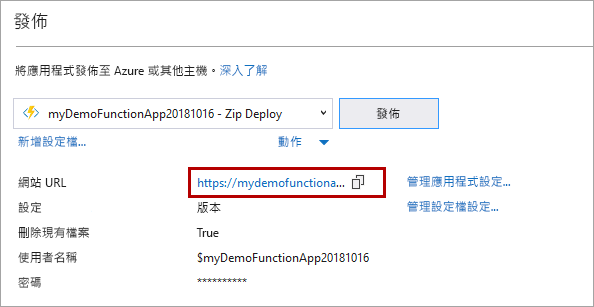 發佈
將應用程式發佈至 Azure 或其他主機。深入了解
myDemoFunctionApp20181016 - Zip Deploy 發佈
新增設定檔... 動作
網站 URL https://mydemofunctiona... 管理應用程式設定...
設定 版本 管理設定檔設定...
刪除現有檔案 True
使用者名稱 $myDemoFunctionApp20181016
密碼 **********